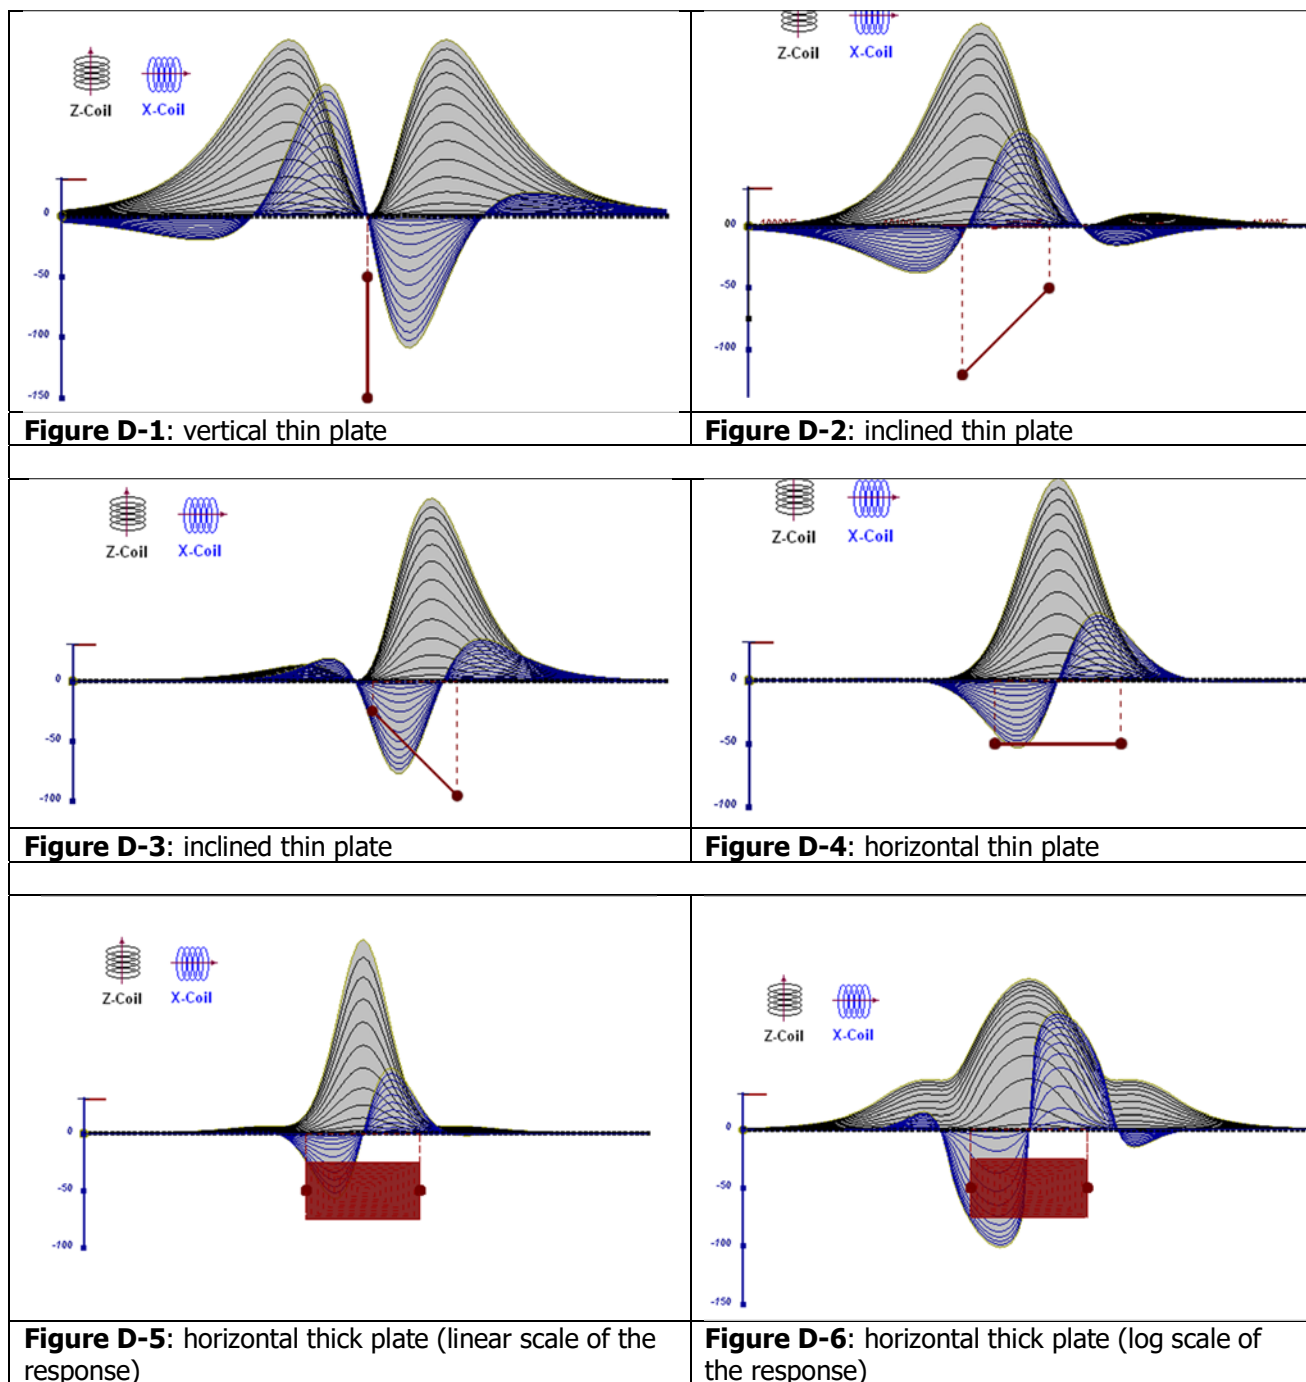 Z-Coil X-Coil
0
-50
-100
-150
Figure D-1: vertical thin plate
Z-Coil X-Coil
00
-50
-100
Figure D-2: inclined thin plate
Z-Coil X-Coil
0
-50
-100
Figure D-3: inclined thin plate
Z-Coil X-Coil
0
-50
-100
Figure D-4: horizontal thin plate
Z-Coil X-Coil
0
-50
-100
Figure D-5: horizontal thick plate (linear scale of the
response)
Z-Coil X-Coil
0
-50
-100
-150
Figure D-6: horizontal thick plate (log scale of
the response)